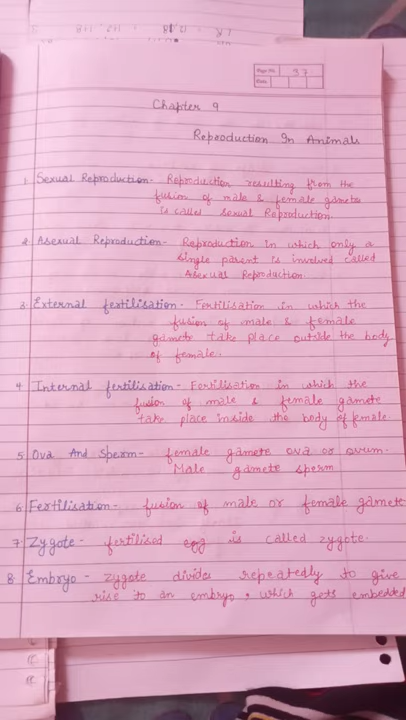 Page No. 97
Date
Chapter 9
Reproduction In Animals
1 Sexual Reproduction - Reproduction resulting from the
fusion of male & female gamete
is called sexual Reproduction.
2 Asexual Reproduction - Reproduction in which only a
single parent is involved called
Asexual Reproduction.
3 External fertilisation - Fertilisation in which the
fusion of male & female
gamete take place outside the body
of female.
4 Internal fertilisation - Fertilisation in which the
fusion of male & female gamete
take place inside the body of female
5 Ova And Sperm - female gamete ova or ovum.
Male gamete sperm
6 Fertilisation - fusion of male or female gamete
7 Zygote - fertilised egg is called zygote.
8 Embryo - zygote divides repeatedly to give
rise to an embryo, which gets embedded